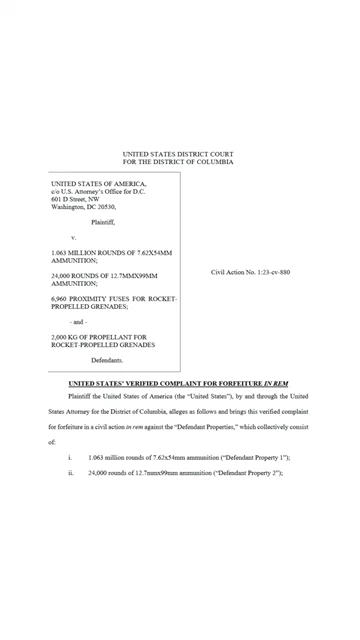 UNITED STATES DISTRICT COURT
FOR THE DISTRICT OF COLUMBIA
UNITED STATES OF AMERICA,
c/o U.S. Attorney's Office for D.C.
601 D Street, NW
Washington, DC 20530,
Plaintiff,
v.
1.063 MILLION ROUNDS OF 7.62X54MM
AMMUNITION;
24,000 ROUNDS OF 12.7MMX99MM
AMMUNITION;
6,960 PROXIMITY FUSES FOR ROCKET-
PROPELLED GRENADES;
- and -
2,000 KG OF PROPELLANT FOR
ROCKET-PROPELLED GRENADES
Defendants.
Civil Action No. 1:23-cv-880
UNITED STATES' VERIFIED COMPLAINT FOR FORFEITURE IN REM
Plaintiff the United States of America (the “United States”), by and through the United
States Attorney for the District of Columbia, alleges as follows and brings this verified complaint
for forfeiture in a civil action in rem against the “Defendant Properties,” which collectively consist
of:
i. 1.063 million rounds of 7.62x54mm ammunition (“Defendant Property 1”);
ii. 24,000 rounds of 12.7mmx99mm ammunition (“Defendant Property 2”);